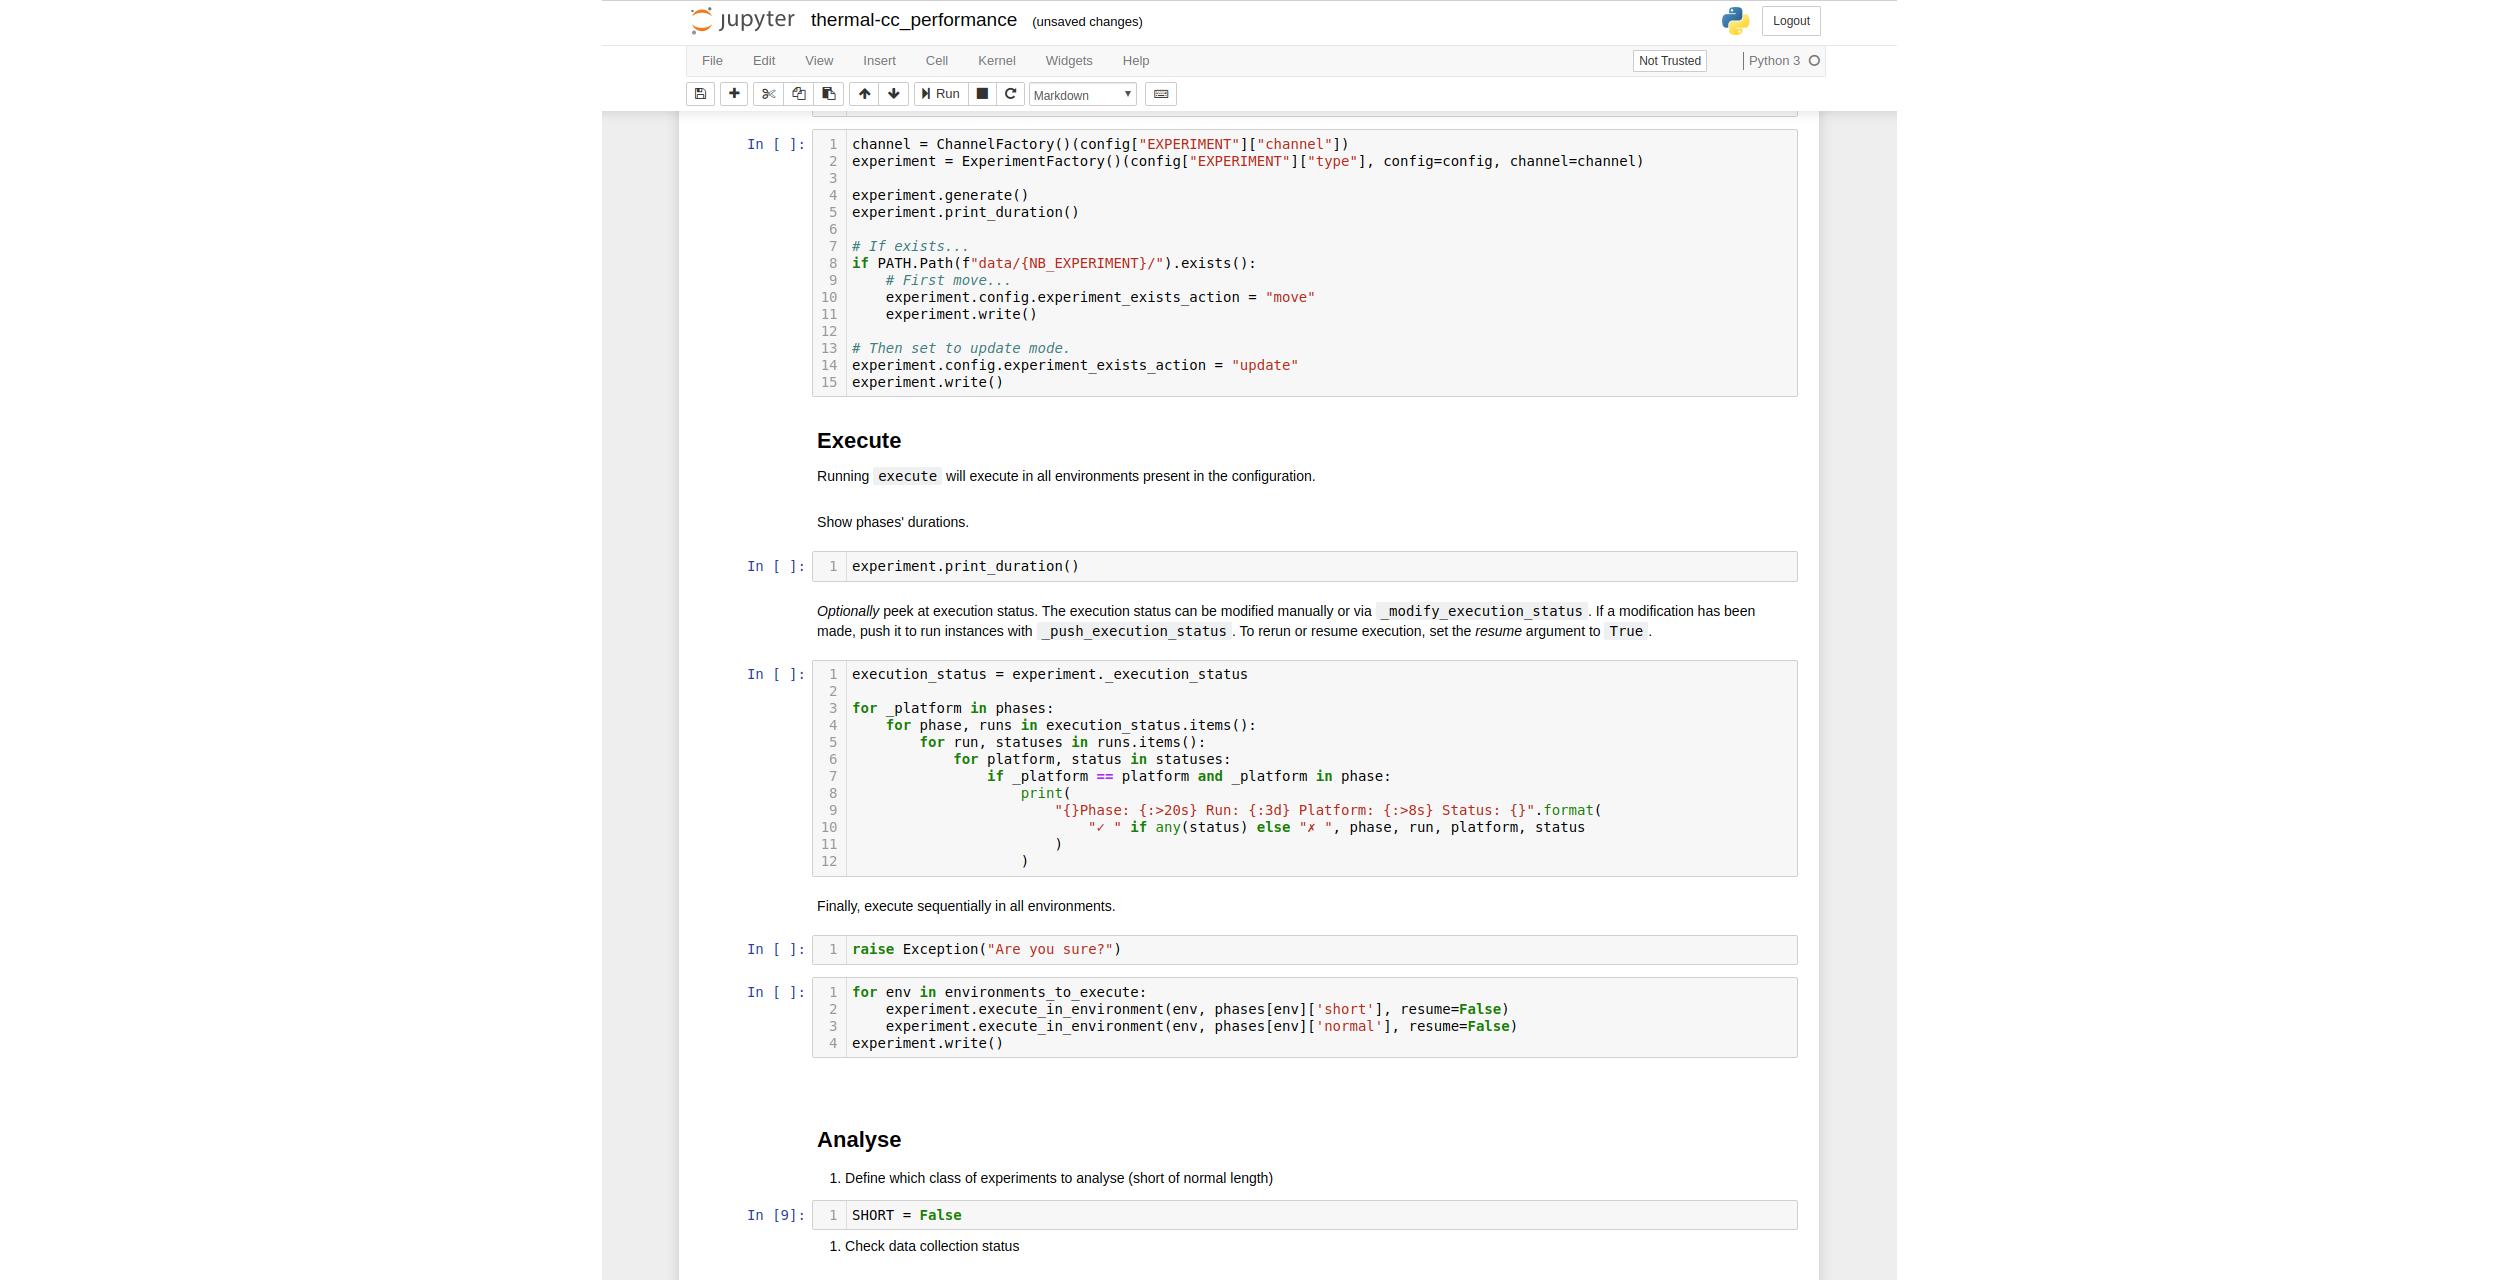 jupyter thermal-cc_performance (unsaved changes) Logout
File Edit View Insert Cell Kernel Widgets Help Not Trusted Python 3
Run Markdown
In [ ]: 1 channel = ChannelFactory()(config["EXPERIMENT"]["channel"])
2 experiment = ExperimentFactory()(config["EXPERIMENT"]["type"], config=config, channel=channel)
3
4 experiment.generate()
5 experiment.print_duration()
6
7 # If exists...
8 if PATH.Path(f"data/{NB_EXPERIMENT}/").exists():
9     # First move...
10     experiment.config.experiment_exists_action = "move"
11     experiment.write()
12
13 # Then set to update mode.
14 experiment.config.experiment_exists_action = "update"
15 experiment.write()
Execute
Running execute will execute in all environments present in the configuration.
Show phases' durations.
In [ ]: 1 experiment.print_duration()
Optionally peek at execution status. The execution status can be modified manually or via _modify_execution_status . If a modification has been
made, push it to run instances with _push_execution_status . To rerun or resume execution, set the resume argument to True .
In [ ]: 1 execution_status = experiment._execution_status
2
3 for _platform in phases:
4     for phase, runs in execution_status.items():
5         for run, statuses in runs.items():
6             for platform, status in statuses:
7                 if _platform == platform and _platform in phase:
8                     print(
9                         "{}Phase: {:>20s} Run: {:3d} Platform: {:>8s} Status: {}".format(
10                             "✓ " if any(status) else "✗ ", phase, run, platform, status
11                         )
12                     )
Finally, execute sequentially in all environments.
In [ ]: 1 raise Exception("Are you sure?")
In [ ]: 1 for env in environments_to_execute:
2     experiment.execute_in_environment(env, phases[env]['short'], resume=False)
3     experiment.execute_in_environment(env, phases[env]['normal'], resume=False)
4 experiment.write()
Analyse
1. Define which class of experiments to analyse (short of normal length)
In [9]: 1 SHORT = False
1. Check data collection status